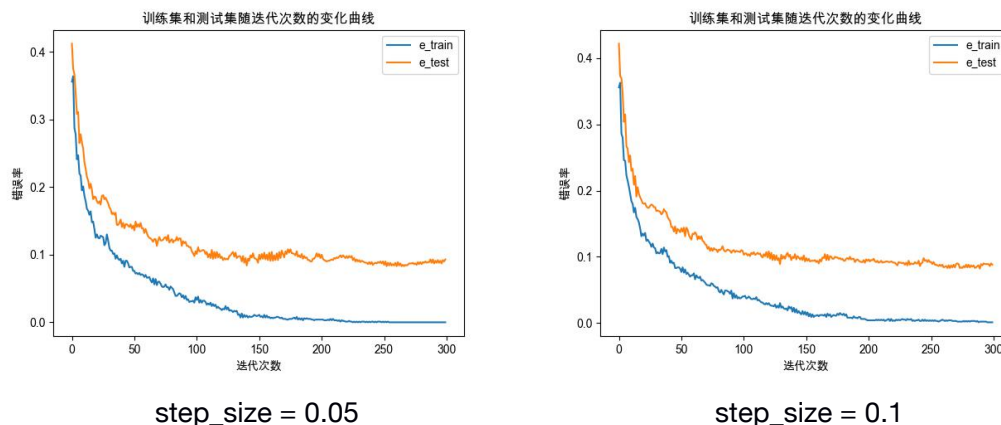 训练集和测试集随迭代次数的变化曲线
e_train
e_test
错误率
0.4
0.3
0.2
0.1
0.0
0
50
100
150
200
250
300
迭代次数
step_size = 0.05
训练集和测试集随迭代次数的变化曲线
e_train
e_test
错误率
0.4
0.3
0.2
0.1
0.0
0
50
100
150
200
250
300
迭代次数
step_size = 0.1